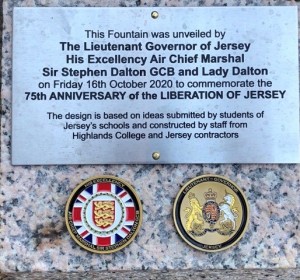 This Fountain was unveiled by
The Lieutenant Governor of Jersey
His Excellency Air Chief Marshal
Sir Stephen Dalton GCB and Lady Dalton
on Friday 16th October 2020 to commemorate the
75th ANNIVERSARY of the LIBERATION OF JERSEY
The design is based on ideas submitted by students of
Jersey's schools and constructed by staff from
Highlands College and Jersey contractors
LIEUTENANT - GOVERNOR
JERSEY